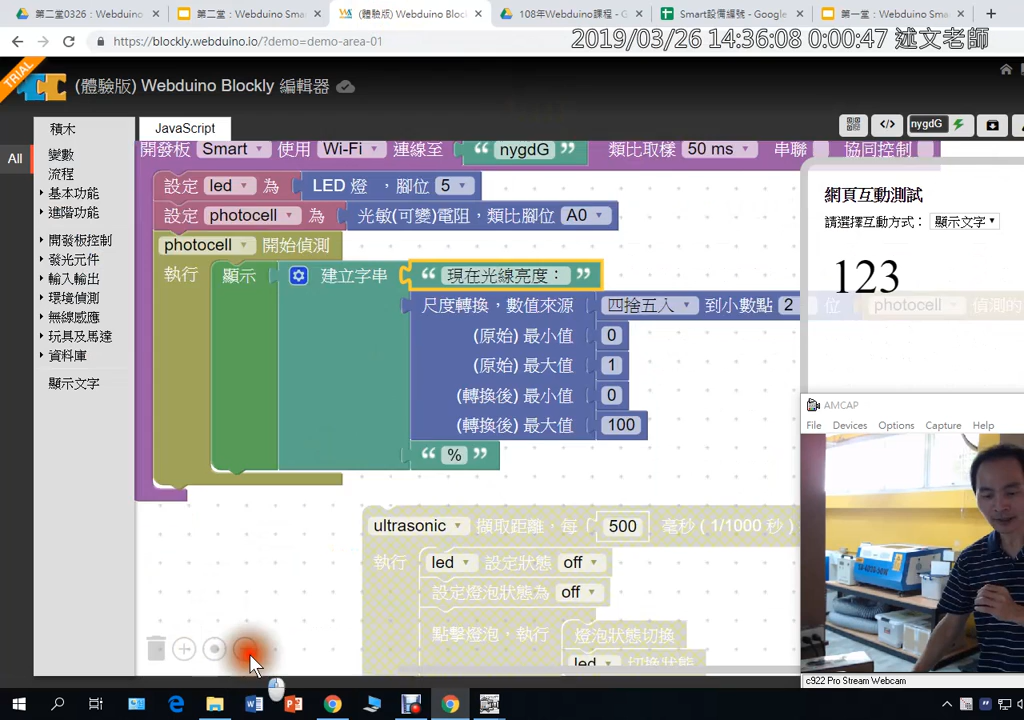 第二堂0326：Webduino
第二堂：Webduino Sma
(體驗版) Webduino Bloc
108年Webduino課程 - G
Smart設備編號 - Google
第一堂：Webduino Sma
https://blockly.webduino.io/?demo=demo-area-01
2019/03/26 14:36:08 0:00:47 述文老師
TRIAL
(體驗版) Webduino Blockly 編輯器
積木
JavaScript
nygdG
All
變數
流程
基本功能
進階功能
開發板控制
發光元件
輸入輸出
環境偵測
無線感應
玩具及馬達
資料庫
顯示文字
開發板 Smart 使用 Wi-Fi 連線至 “ nygdG ” 類比取樣 50 ms 串聯 協同控制
設定 led 為 LED 燈 ，腳位 5
設定 photocell 為 光敏(可變)電阻，類比腳位 A0
photocell 開始偵測
執行 顯示 建立字串 “ 現在光線亮度： ”
尺度轉換，數值來源 四捨五入 到小數點 2 位 photocell 偵測的
(原始) 最小值 0
(原始) 最大值 1
(轉換後) 最小值 0
(轉換後) 最大值 100
“ % ”
ultrasonic 擷取距離，每 500 毫秒 ( 1/1000 秒 )
執行 led 設定狀態 off
設定燈泡狀態為 off
點擊燈泡，執行 燈泡狀態切換
led 切換狀態
網頁互動測試
請選擇互動方式： 顯示文字
123
AMCAP
File Devices Options Capture Help
c922 Pro Stream Webcam